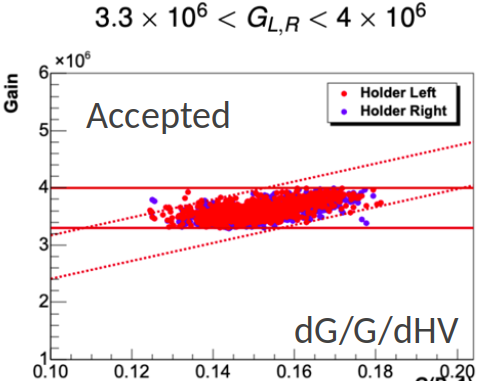 3.3 × 10⁶ < G_L,R < 4 × 10⁶
×10⁶
Gain
6
5
4
3
2
1
Accepted
Holder Left
Holder Right
dG/G/dHV
0.10 0.12 0.14 0.16 0.18 0.20